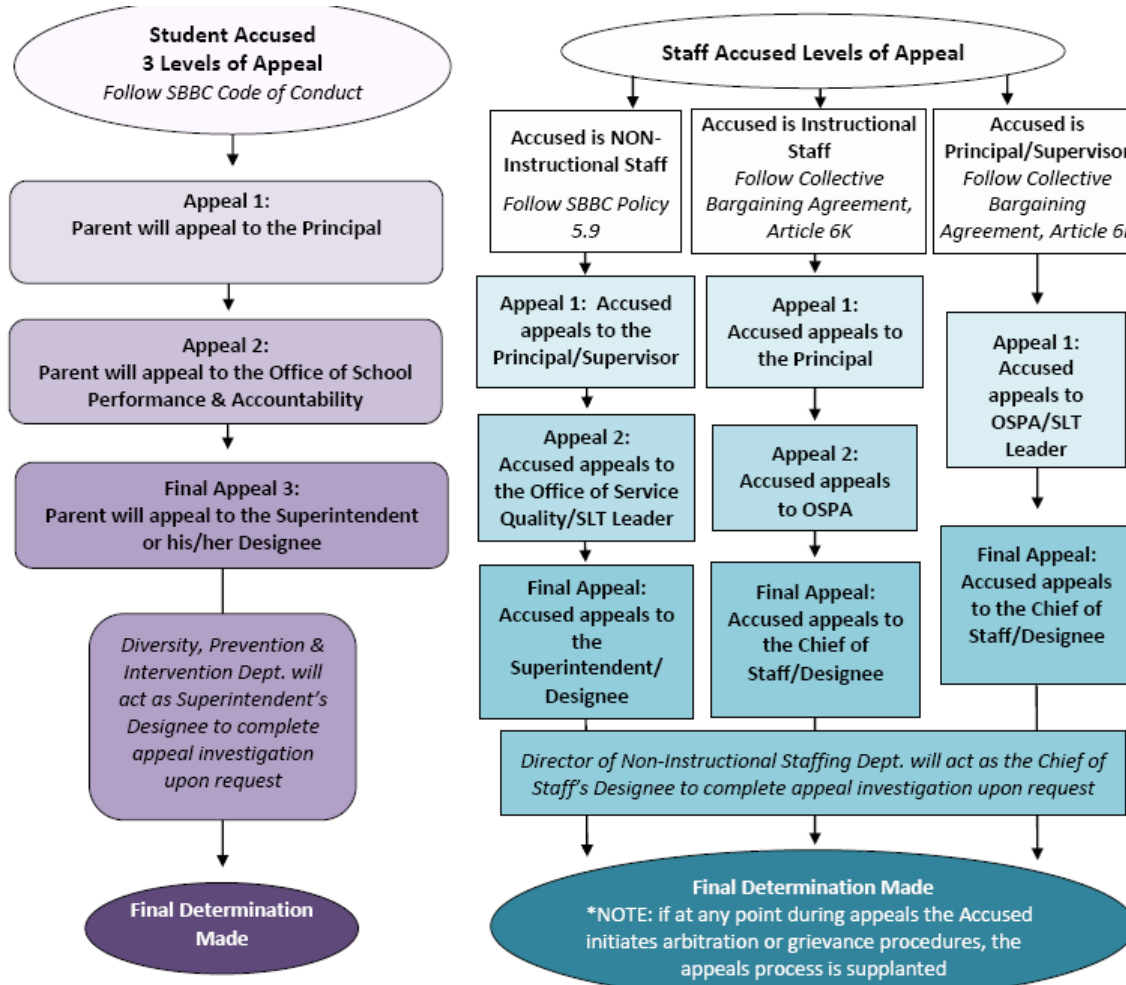 Student Accused
3 Levels of Appeal
Follow SBBC Code of Conduct
Appeal 1:
Parent will appeal to the Principal
Appeal 2:
Parent will appeal to the Office of School
Performance & Accountability
Final Appeal 3:
Parent will appeal to the Superintendent
or his/her Designee
Diversity, Prevention &
Intervention Dept. will
act as Superintendent's
Designee to complete
appeal investigation
upon request
Final Determination
Made
Staff Accused Levels of Appeal
Accused is NON-
Instructional Staff
Follow SBBC Policy
5.9
Appeal 1: Accused
appeals to the
Principal/Supervisor
Appeal 2:
Accused appeals to
the Office of Service
Quality/SLT Leader
Final Appeal:
Accused appeals to
the
Superintendent/
Designee
Accused is Instructional
Staff
Follow Collective
Bargaining Agreement,
Article 6K
Appeal 1:
Accused appeals to
the Principal
Appeal 2:
Accused appeals
to OSPA
Final Appeal:
Accused appeals to
the Chief of
Staff/Designee
Accused is
Principal/Supervisor
Follow Collective
Bargaining
Agreement, Article
Appeal 1:
Accused
appeals to
OSPA/SLT
Leader
Final Appeal:
Accused appeals
to the Chief of
Staff/Designee
Director of Non-Instructional Staffing Dept. will act as the Chief of
Staff's Designee to complete appeal investigation upon request
Final Determination Made
*NOTE: if at any point during appeals the Accused
initiates arbitration or grievance procedures, the
appeals process is supplanted